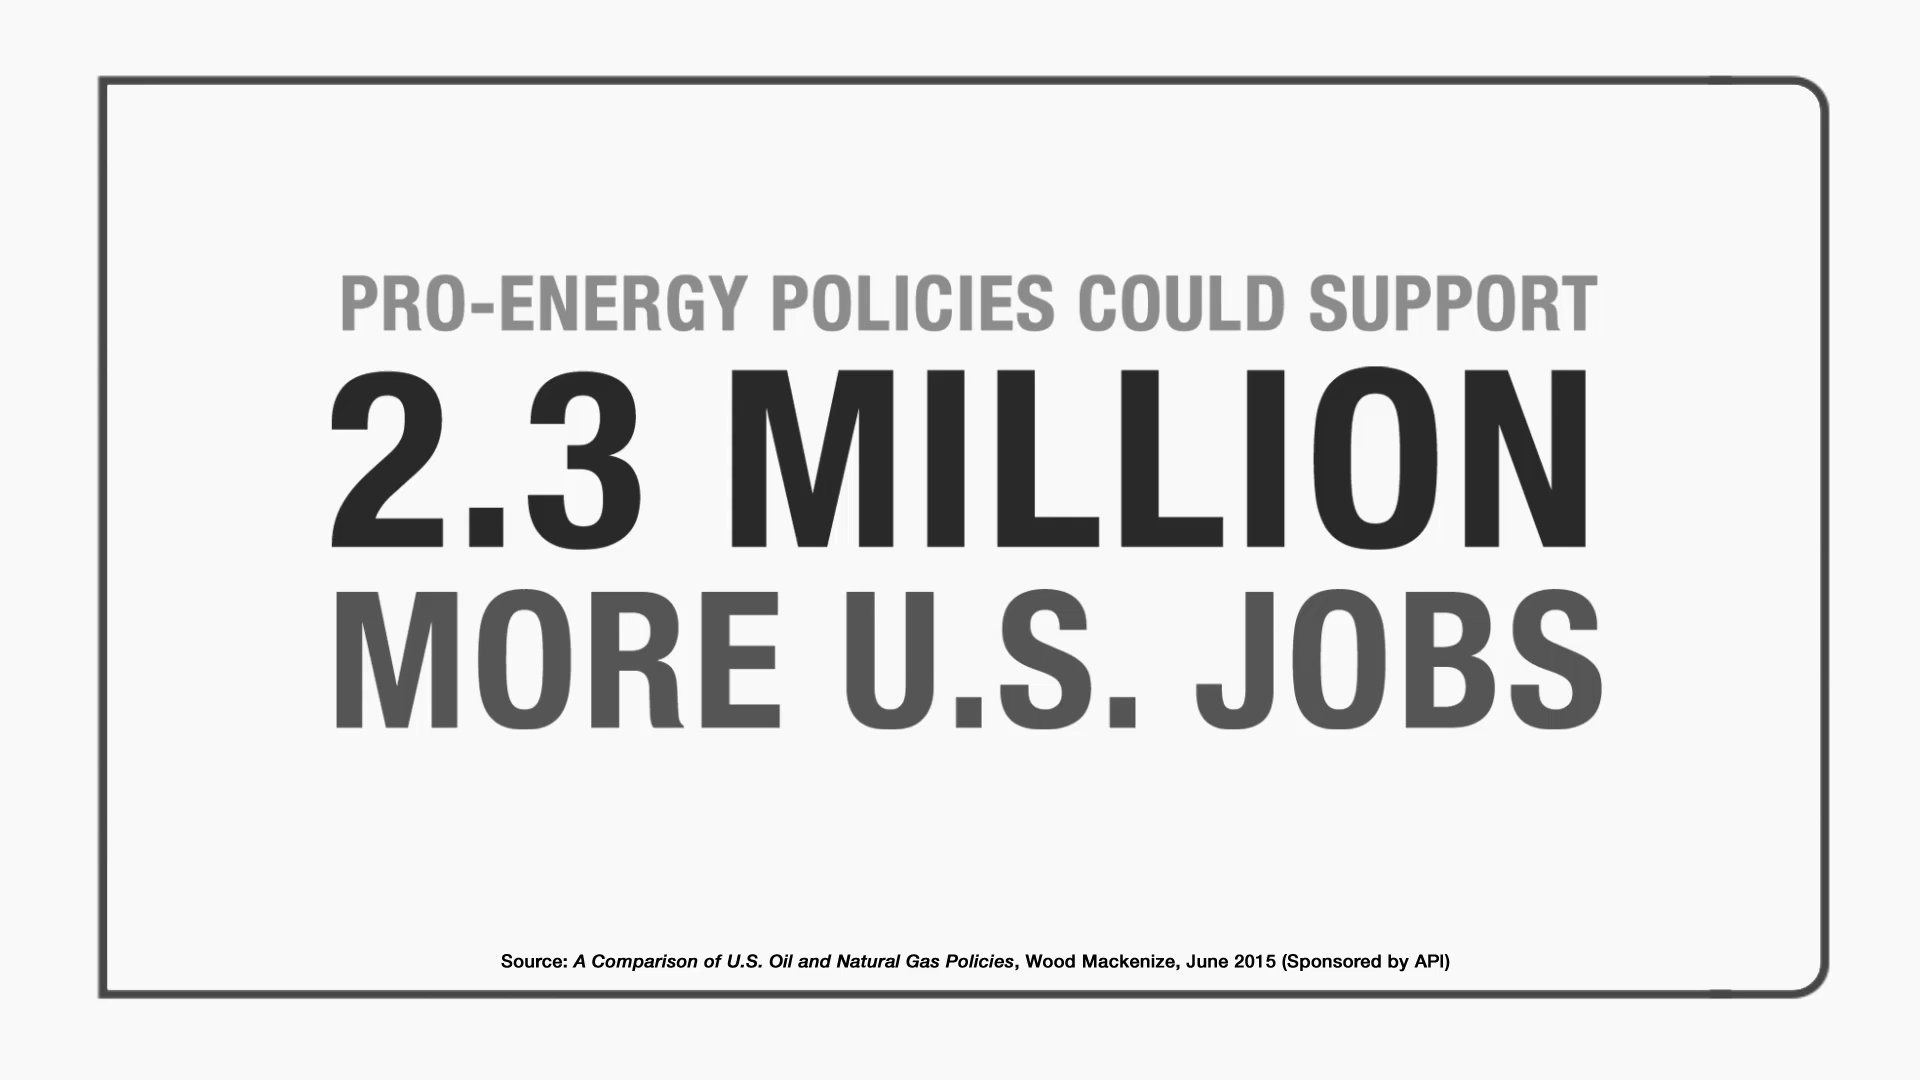 PRO-ENERGY POLICIES COULD SUPPORT
2.3 MILLION
MORE U.S. JOBS
Source: A Comparison of U.S. Oil and Natural Gas Policies, Wood Mackenize, June 2015 (Sponsored by API)